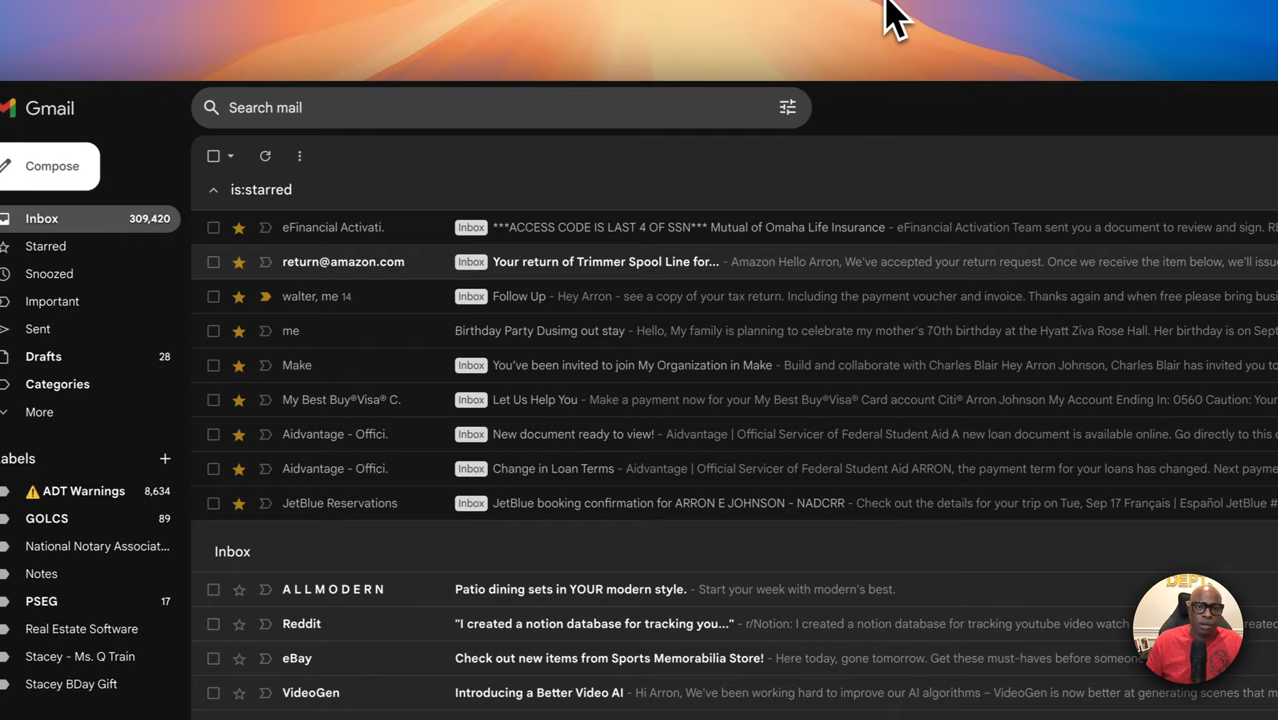 Gmail
Search mail
Compose
is:starred
Inbox 309,420
Starred
Snoozed
Important
Sent
Drafts 28
Categories
More
Labels
ADT Warnings 8,634
GOLCS 89
National Notary Associat...
Notes
PSEG 17
Real Estate Software
Stacey - Ms. Q Train
Stacey BDay Gift
eFinancial Activati. Inbox ***ACCESS CODE IS LAST 4 OF SSN*** Mutual of Omaha Life Insurance - eFinancial Activation Team sent you a document to review and sign.
return@amazon.com Inbox Your return of Trimmer Spool Line for... - Amazon Hello Arron, We've accepted your return request. Once we receive the item below, we'll
walter, me 14 Inbox Follow Up - Hey Arron - see a copy of your tax return. Including the payment voucher and invoice. Thanks again and when free please bring
me Birthday Party Dusimg out stay - Hello, My family is planning to celebrate my mother's 70th birthday at the Hyatt Ziva Rose Hall. Her birthday is on
Make Inbox You've been invited to join My Organization in Make - Build and collaborate with Charles Blair Hey Arron Johnson, Charles Blair has invited you to
My Best Buy®Visa® C. Inbox Let Us Help You - Make a payment now for your My Best Buy®Visa® Card account Citi® Arron Johnson My Account Ending In: 0560 Caution:
Aidvantage - Offici. Inbox New document ready to view! - Aidvantage | Official Servicer of Federal Student Aid A new loan document is available online. Go directly to this
Aidvantage - Offici. Inbox Change in Loan Terms - Aidvantage | Official Servicer of Federal Student Aid ARRON, the payment term for your loans has changed. Next
JetBlue Reservations Inbox JetBlue booking confirmation for ARRON E JOHNSON - NADCRR - Check out the details for your trip on Tue, Sep 17 Français | Español JetBlue
Inbox
A L L M O D E R N Patio dining sets in YOUR modern style. - Start your week with modern's best.
Reddit "I created a notion database for tracking you..." - r/Notion: I created a notion database for tracking youtube video watch
eBay Check out new items from Sports Memorabilia Store! - Here today, gone tomorrow. Get these must-haves before
VideoGen Introducing a Better Video AI - Hi Arron, We've been working hard to improve our AI algorithms – VideoGen is now better at generating scenes that